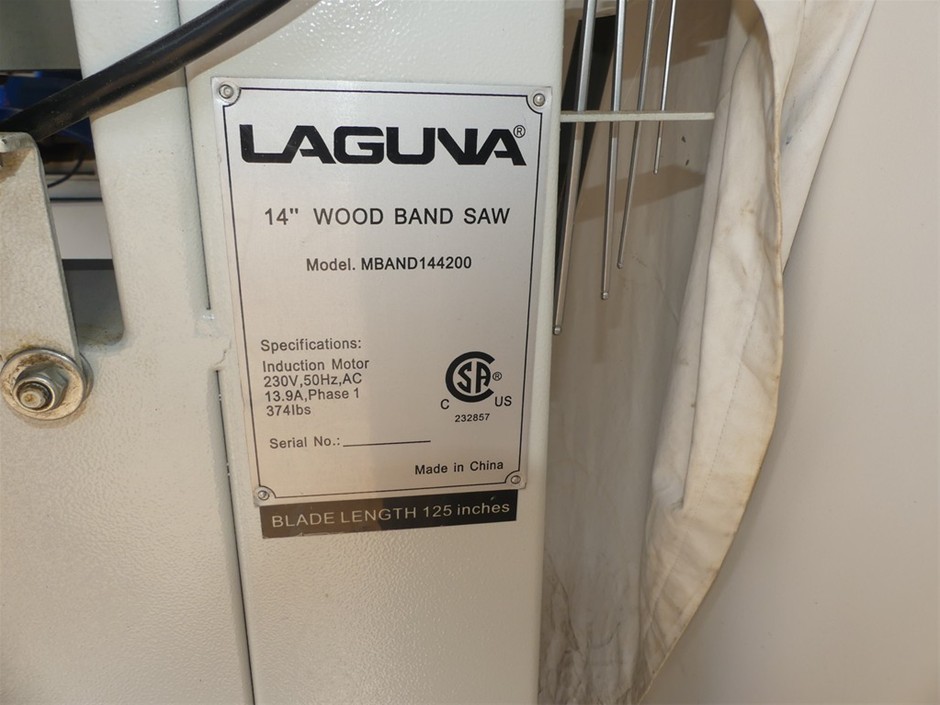 LAGUNA®
14" WOOD BAND SAW
Model. MBAND144200
Specifications:
Induction Motor
230V,50Hz,AC
13.9A,Phase 1
374lbs
CSA®
C US
232857
Serial No.:
Made in China
BLADE LENGTH 125 inches